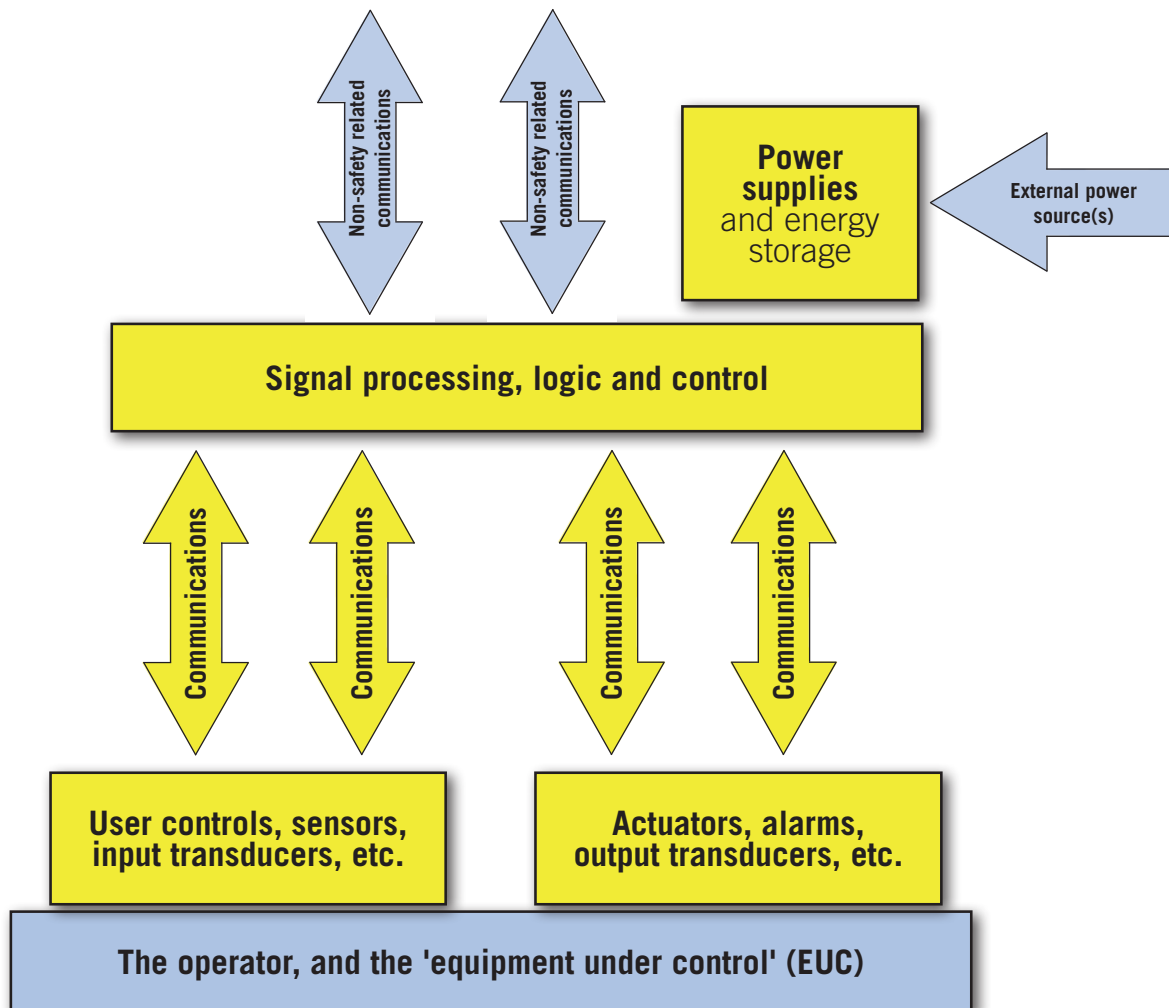 Non-safety related
communications
Non-safety related
communications
Power
supplies
and energy
storage
External power
source(s)
Signal processing, logic and control
Communications
Communications
Communications
Communications
User controls, sensors,
input transducers, etc.
Actuators, alarms,
output transducers, etc.
The operator, and the 'equipment under control' (EUC)